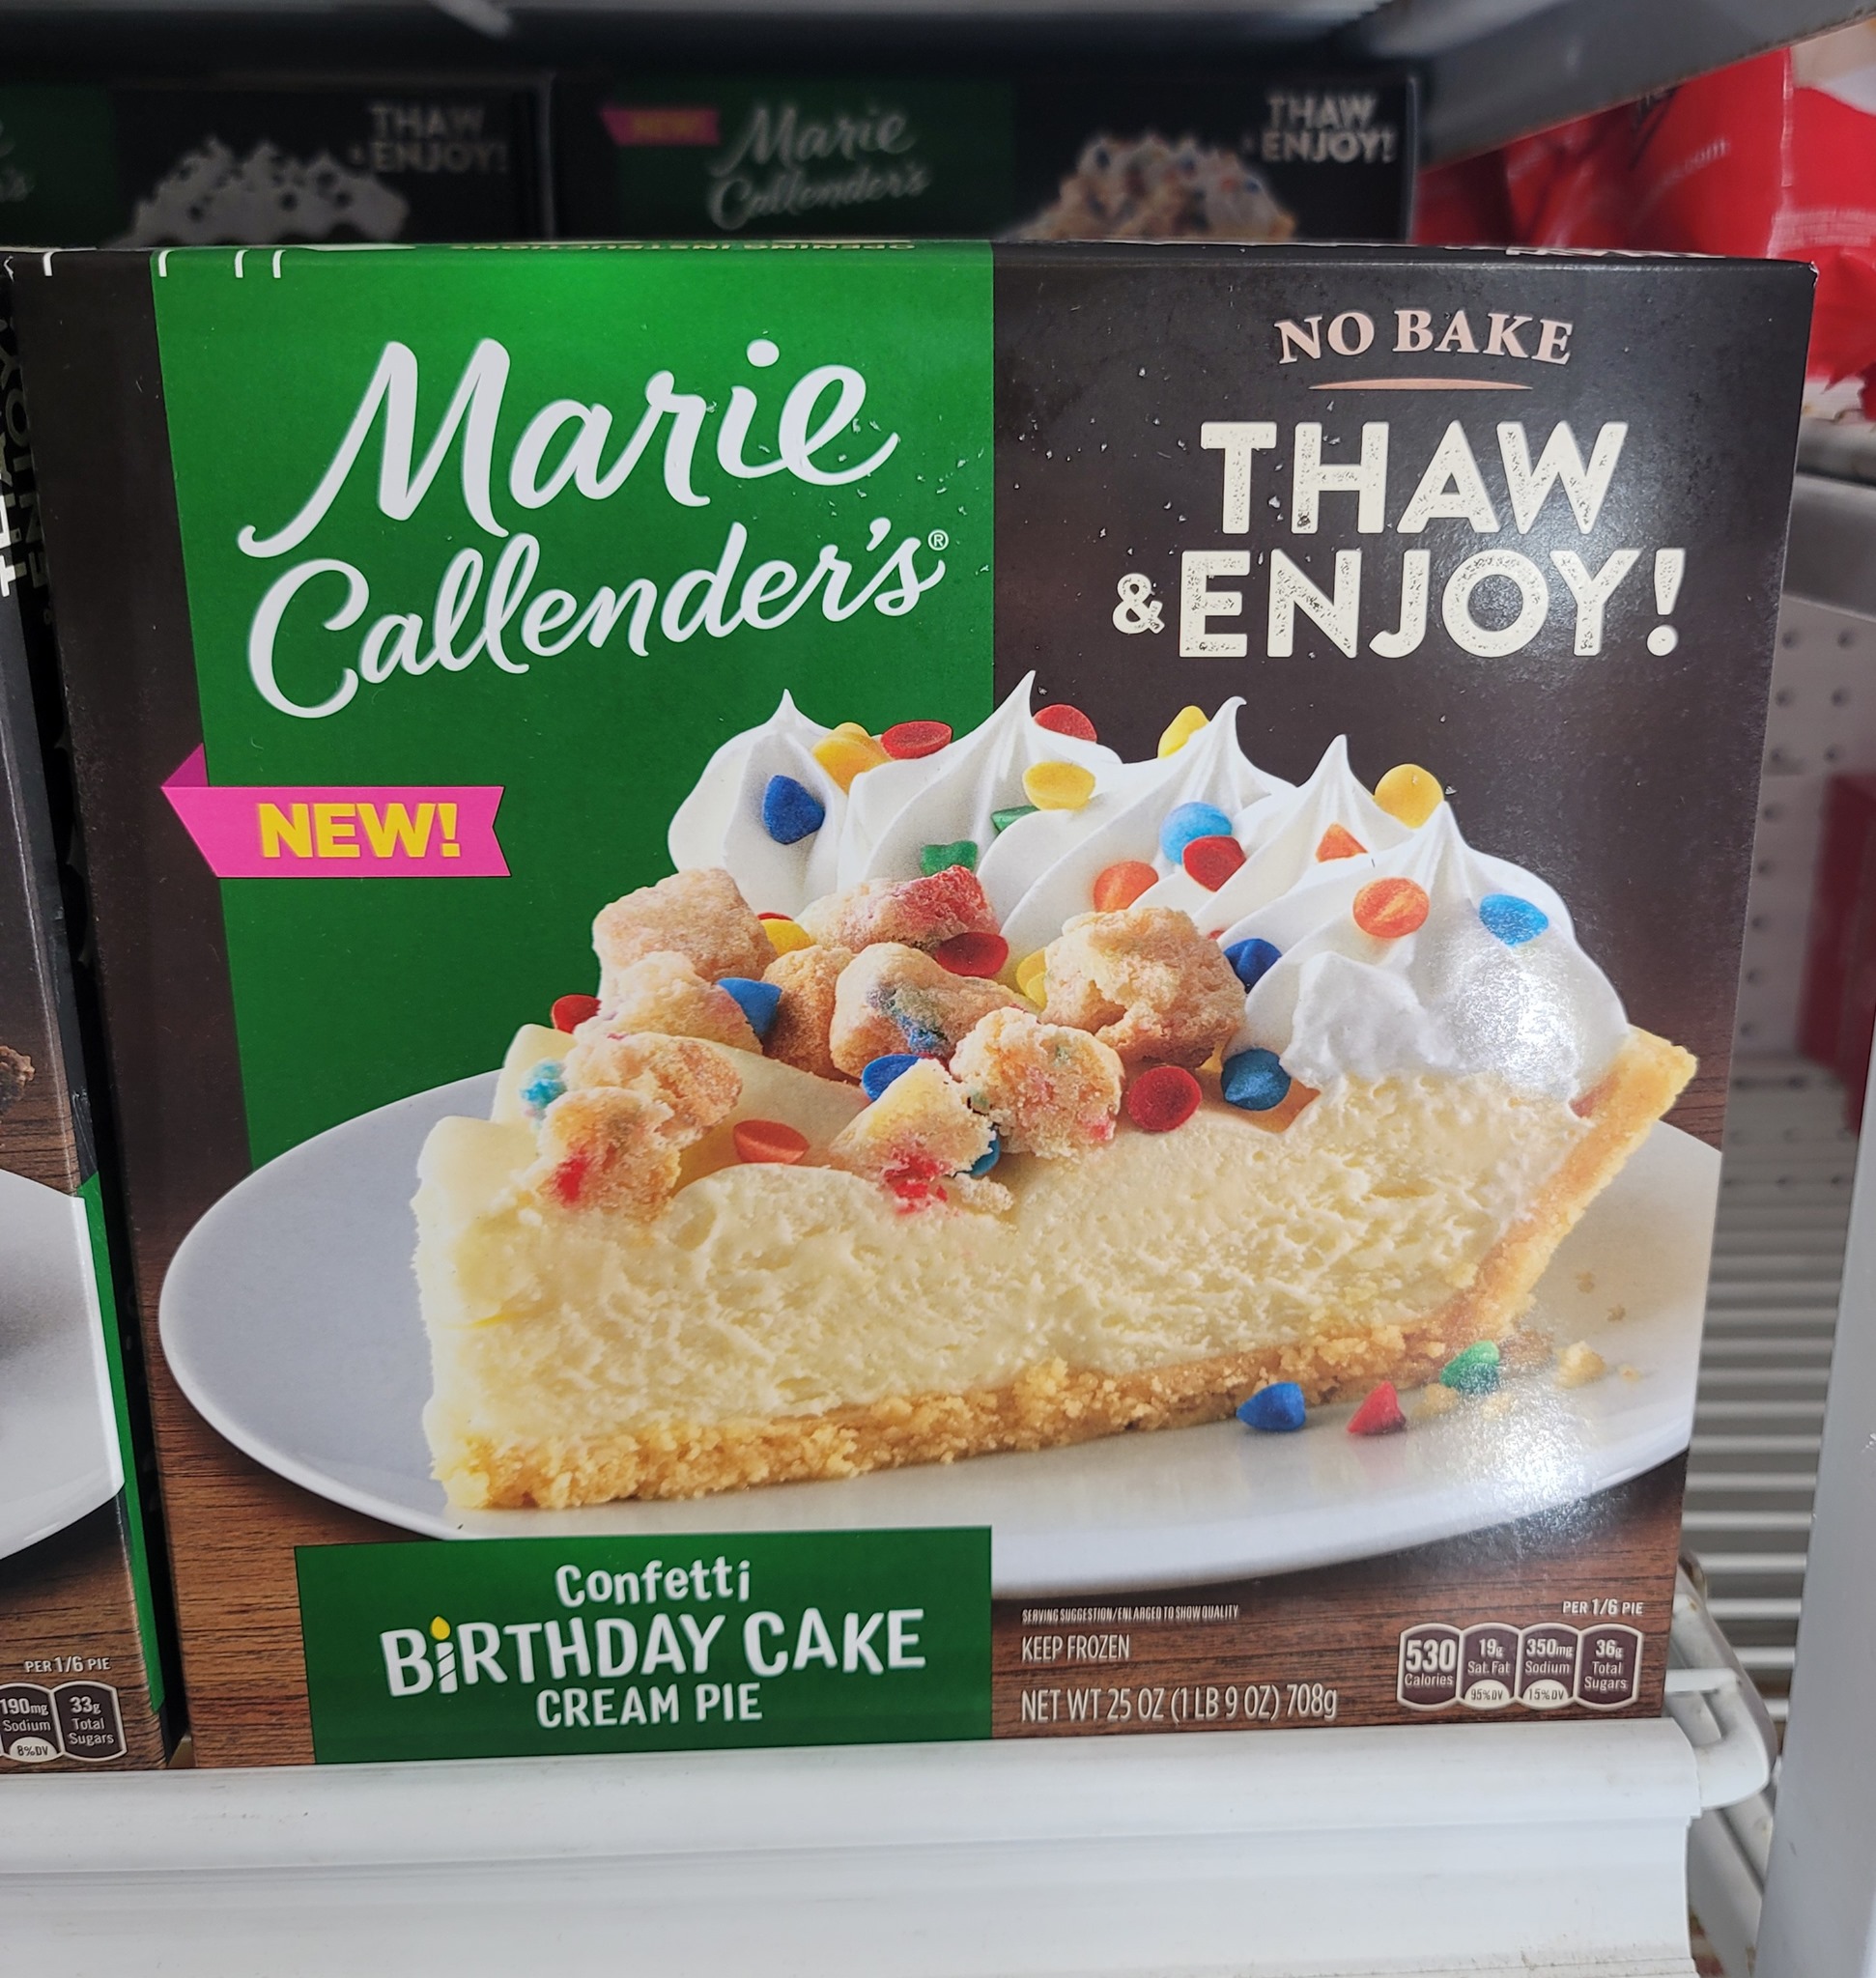 THAW
& ENJOY!
NEW!
Marie
Callender's
THAW
& ENJOY!
OPENING INSTRUCTIONS
Marie
Callender's®
NO BAKE
THAW
& ENJOY!
NEW!
Confetti
BiRTHDAY CAKE
CREAM PIE
SERVING SUGGESTION/ENLARGED TO SHOW QUALITY
KEEP FROZEN
NET WT 25 OZ (1 LB 9 OZ) 708g
PER 1/6 PIE
530 Calories
19g Sat. Fat 95% DV
350mg Sodium 15% DV
36g Total Sugars
PER 1/6 PIE
190mg Sodium 8% DV
33g Total Sugars